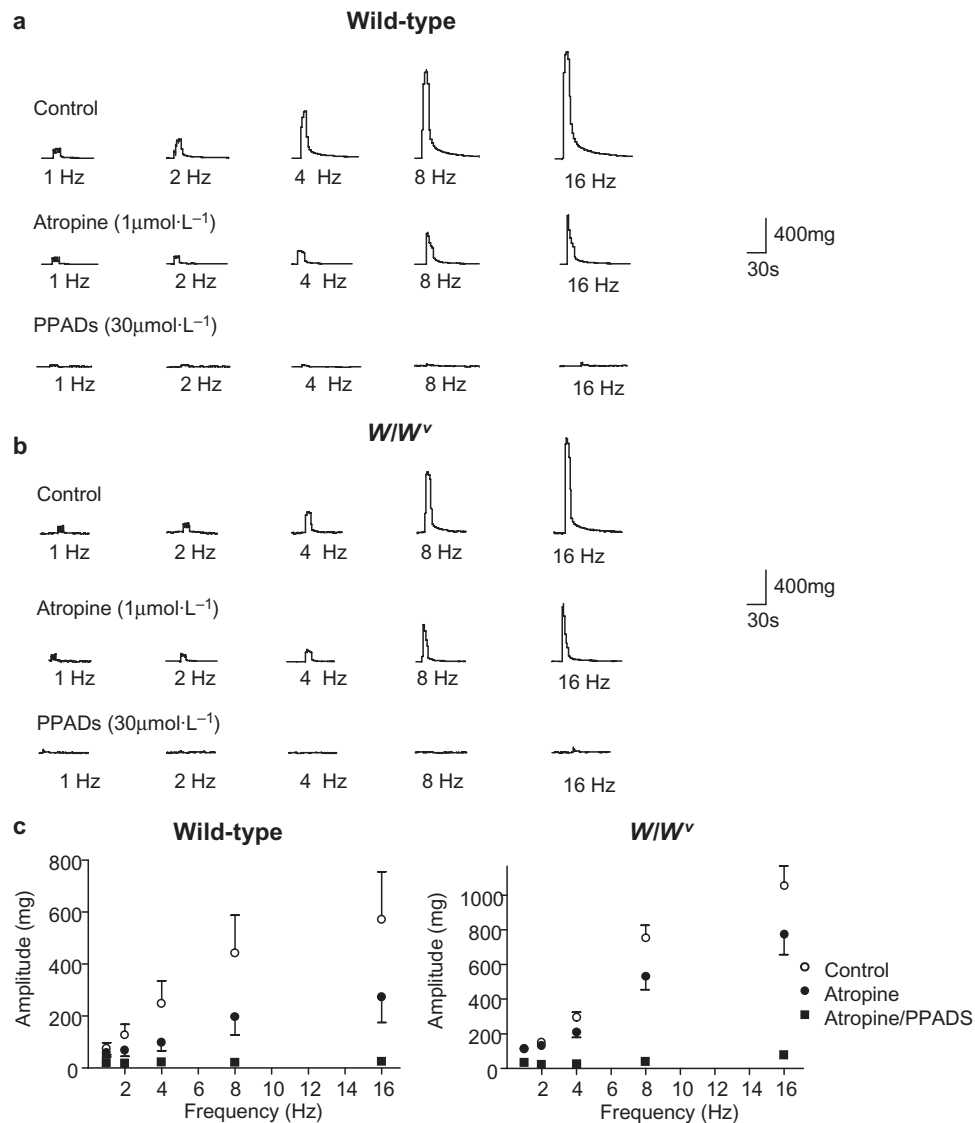 a
Wild-type
Control
1 Hz 2 Hz 4 Hz 8 Hz 16 Hz
Atropine (1μmol·L⁻¹)
400mg
30s
1 Hz 2 Hz 4 Hz 8 Hz 16 Hz
PPADs (30μmol·L⁻¹)
1 Hz 2 Hz 4 Hz 8 Hz 16 Hz
b
W/Wᵛ
Control
1 Hz 2 Hz 4 Hz 8 Hz 16 Hz
400mg
30s
Atropine (1μmol·L⁻¹)
1 Hz 2 Hz 4 Hz 8 Hz 16 Hz
PPADs (30μmol·L⁻¹)
1 Hz 2 Hz 4 Hz 8 Hz 16 Hz
c
Wild-type
Amplitude (mg)
800
600
400
200
0
2 4 6 8 10 12 14 16
Frequency (Hz)
W/Wᵛ
Amplitude (mg)
1000
800
600
400
200
0
2 4 6 8 10 12 14 16
Frequency (Hz)
Control
Atropine
Atropine/PPADS